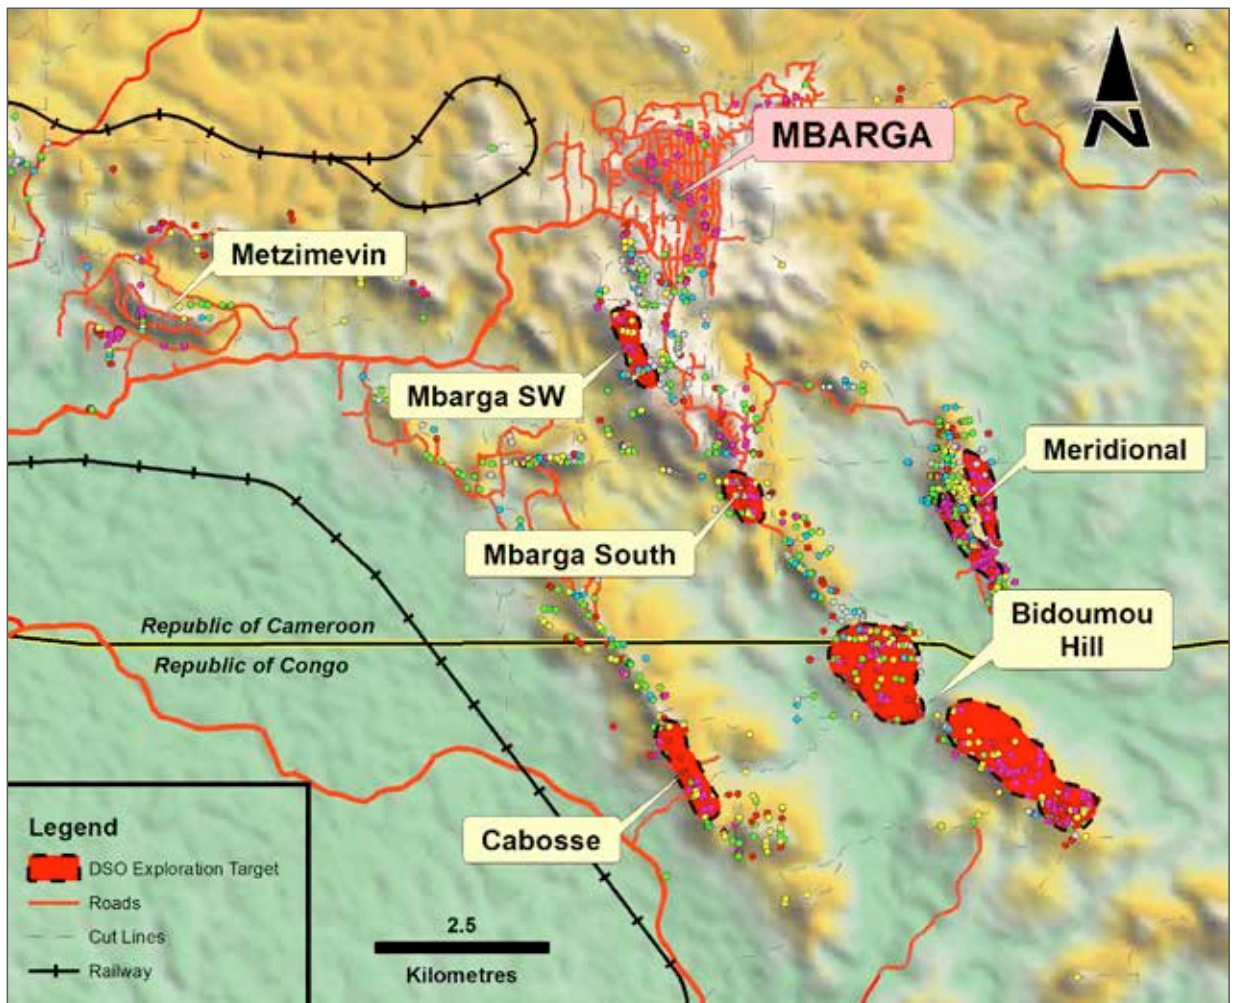 N
MBARGA
Metzimevin
Mbarga SW
Meridional
Mbarga South
Bidoumou
Hill
Republic of Cameroon
Republic of Congo
Cabosse
Legend
DSO Exploration Target
Roads
Cut Lines
Railway
2.5
Kilometres